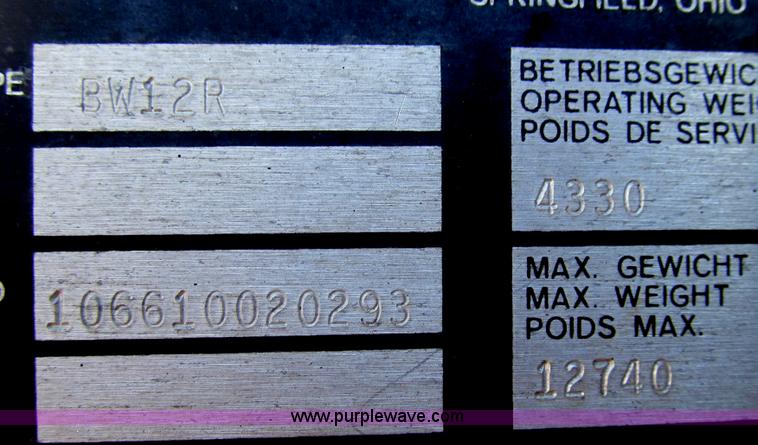 SPRINGFIELD, OHIO
PE
BW12R
BETRIEBSGEWIC
OPERATING WEI
POIDS DE SERVI
4330
106610020293
MAX. GEWICHT
MAX. WEIGHT
POIDS MAX.
12740
www.purplewave.com